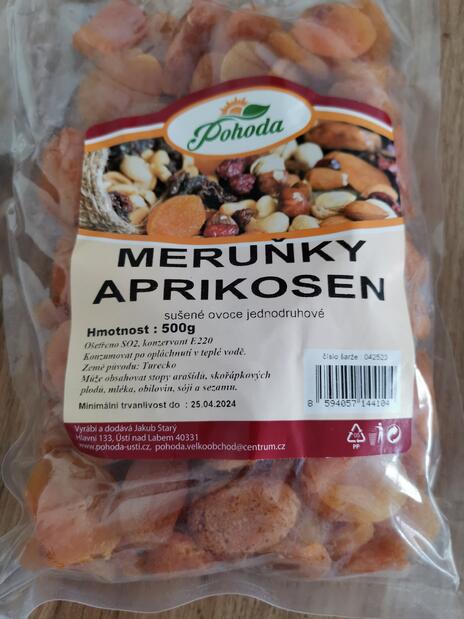 Pohoda
MERUŇKY
APRIKOSEN
sušené ovoce jednodruhové
Hmotnost : 500g
Ošetřeno SO2, konzervant E220
Konzumovat po opláchnutí v teplé vodě.
Země původu: Turecko
Může obsahovat stopy arašídů, skořápkových
plodů, mléka, obilovin, sóji a sezamu.
Minimální trvanlivost do : 25.04.2024
číslo šarže : 042523
8 594057 144104
Vyrábí a dodává Jakub Starý
Hlavní 133, Ústí nad Labem 40331
www.pohoda-usti.cz, pohoda.velkoobchod@centrum.cz
05
PP